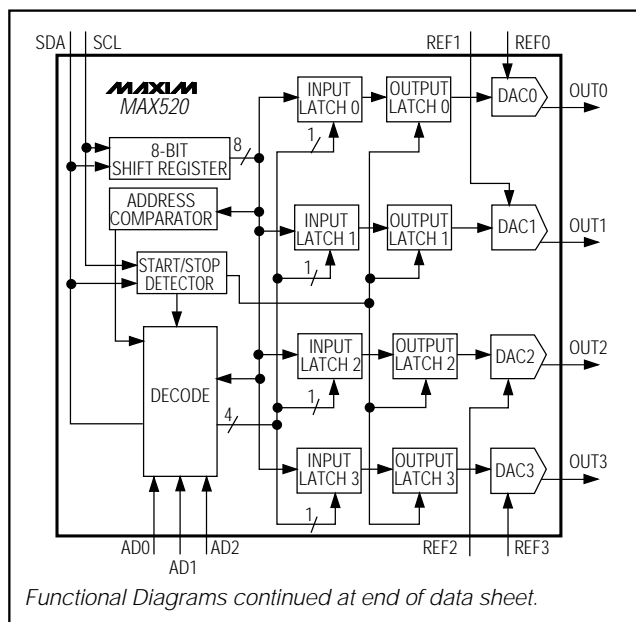 SDA SCL REF1 REF0
MAXIM
MAX520
INPUT
LATCH 0
OUTPUT
LATCH 0
DAC0
OUT0
1
8-BIT
SHIFT REGISTER
8
ADDRESS
COMPARATOR
INPUT
LATCH 1
OUTPUT
LATCH 1
DAC1
OUT1
1
START/STOP
DETECTOR
INPUT
LATCH 2
OUTPUT
LATCH 2
DAC2
OUT2
1
DECODE
4
INPUT
LATCH 3
OUTPUT
LATCH 3
DAC3
OUT3
1
AD0
AD1
AD2
REF2
REF3
Functional Diagrams continued at end of data sheet.